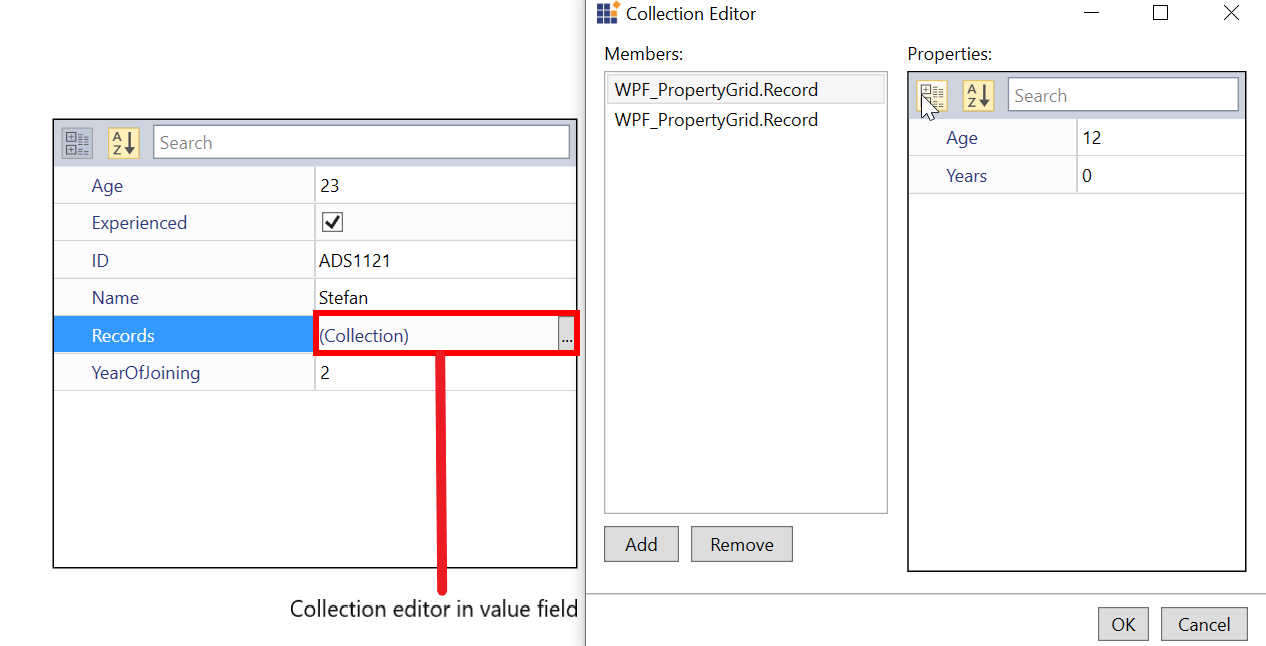 Search
Age 23
Experienced
ID ADS1121
Name Stefan
Records (Collection) ...
YearOfJoining 2
Collection editor in value field
Collection Editor
Members:
WPF_PropertyGrid.Record
WPF_PropertyGrid.Record
Add Remove
Properties:
Search
Age 12
Years 0
OK Cancel